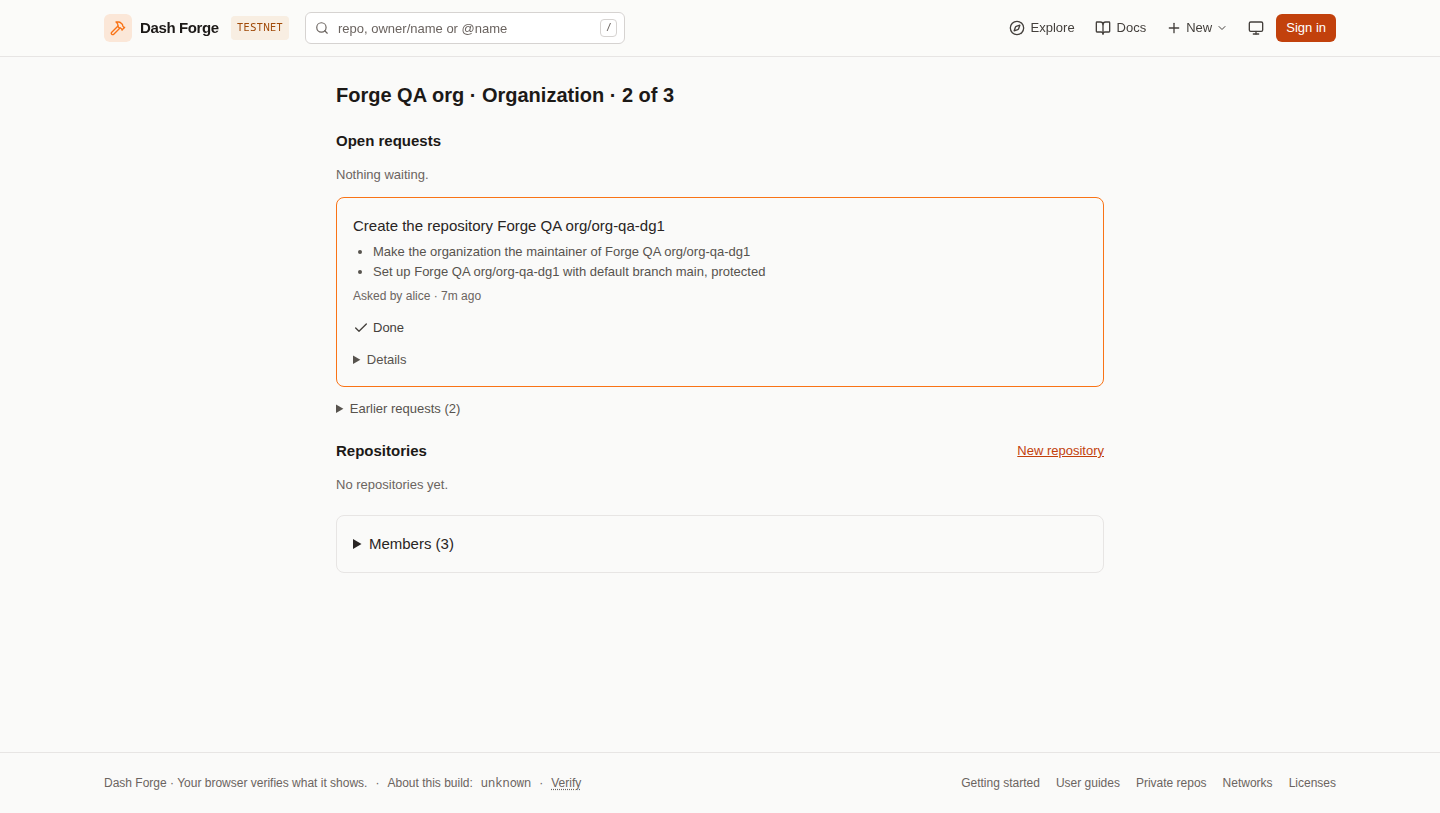 Dash Forge TESTNET repo, owner/name or @name / Explore Docs New Sign in
Forge QA org · Organization · 2 of 3
Open requests
Nothing waiting.
Create the repository Forge QA org/org-qa-dg1
• Make the organization the maintainer of Forge QA org/org-qa-dg1
• Set up Forge QA org/org-qa-dg1 with default branch main, protected
Asked by alice · 7m ago
Done
Details
Earlier requests (2)
Repositories New repository
No repositories yet.
Members (3)
Dash Forge · Your browser verifies what it shows. · About this build: unknown · Verify Getting started User guides Private repos Networks Licenses